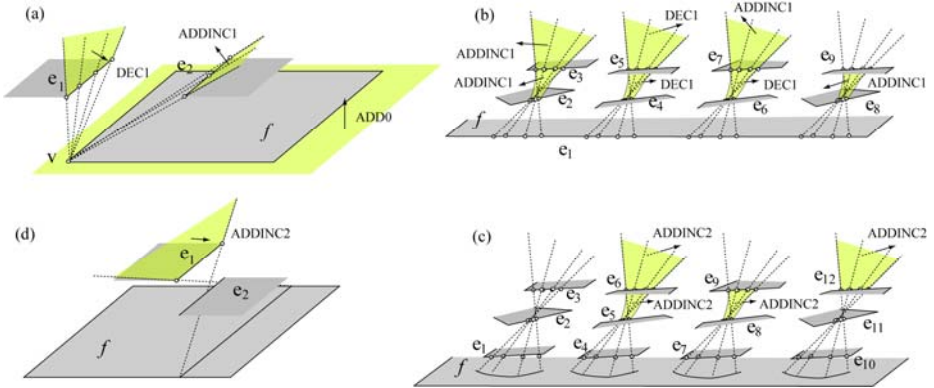 (a)
ADDINC1
e1
DEC1
e2
f
ADD0
v
(b)
ADDINC1
e3
ADDINC1
e2
DEC1
e5
DEC1
e4
ADDINC1
e7
DEC1
e6
e9
ADDINC1
e8
f
e1
(d)
ADDINC2
e1
e2
f
(c)
e3
e2
e1
ADDINC2
e6
ADDINC2
e5
e4
e9
ADDINC2
e8
e7
ADDINC2
e12
e11
e10
f